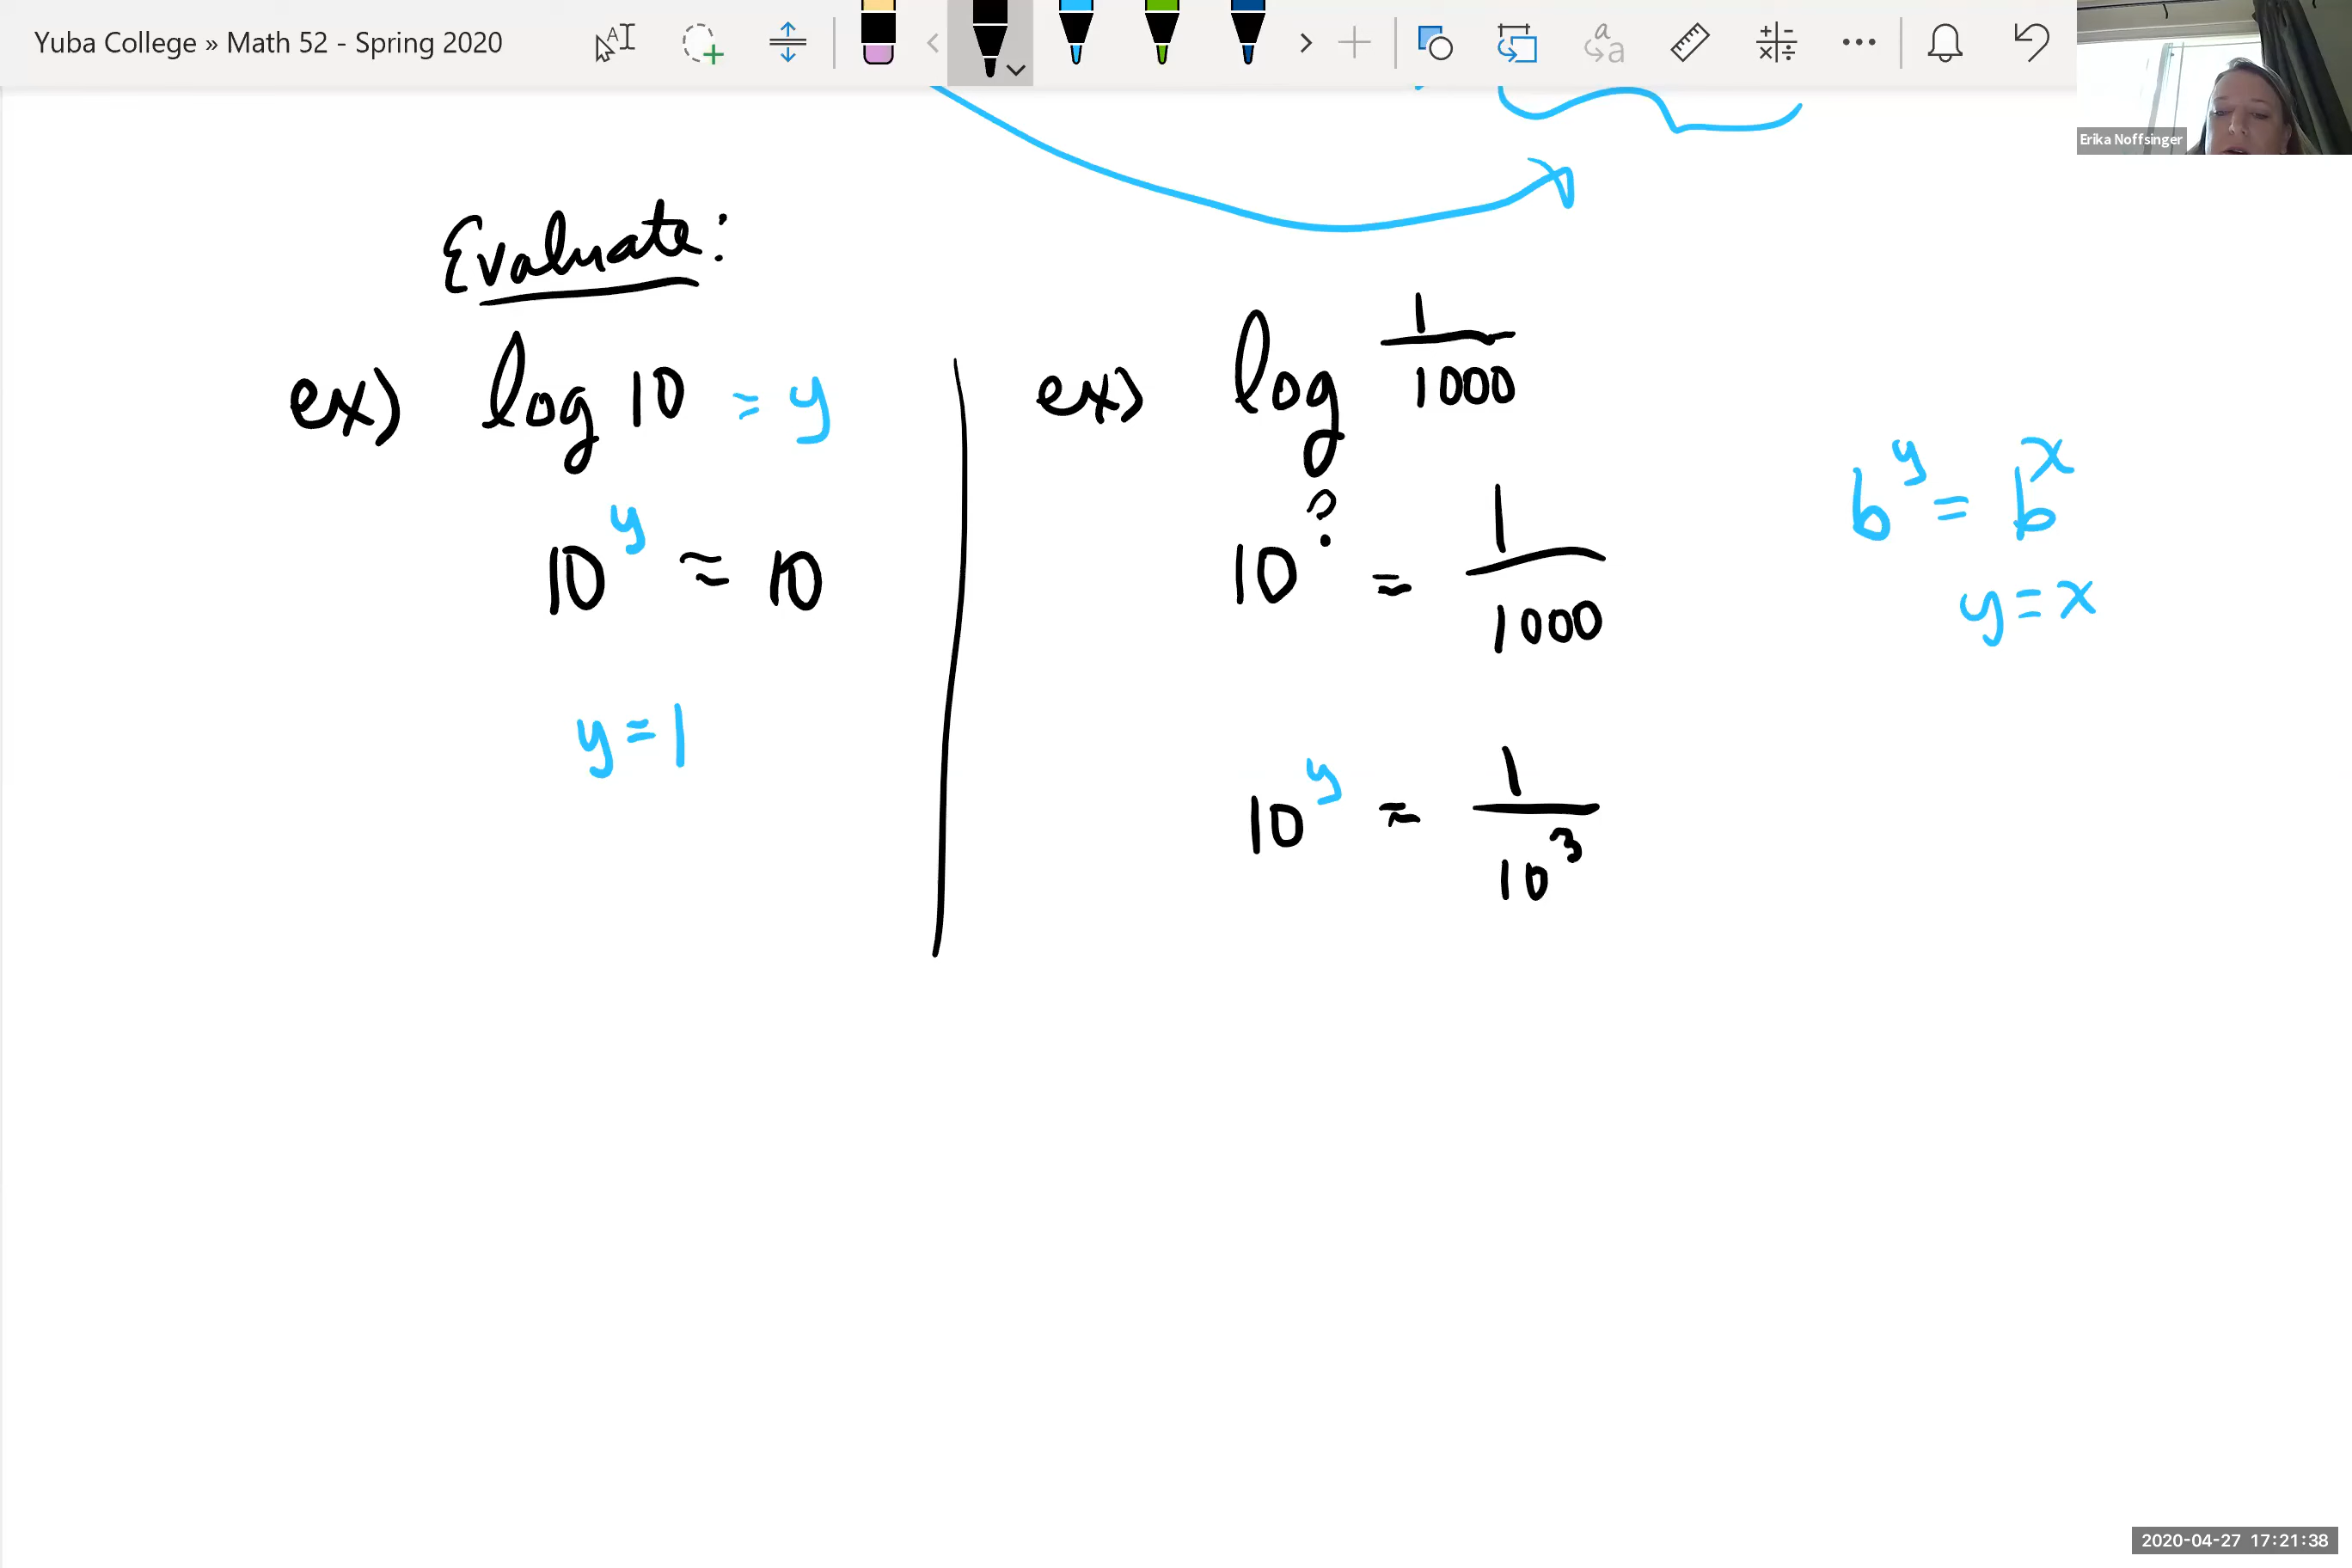 Yuba College » Math 52 - Spring 2020
Erika Noffsinger
Evaluate:
ex) log 10 = y
10^y = 10
y = 1
ex) log 1/1000
10^? = 1/1000
10^y = 1/10^3
b^y = b^x
y = x
2020-04-27 17:21:38